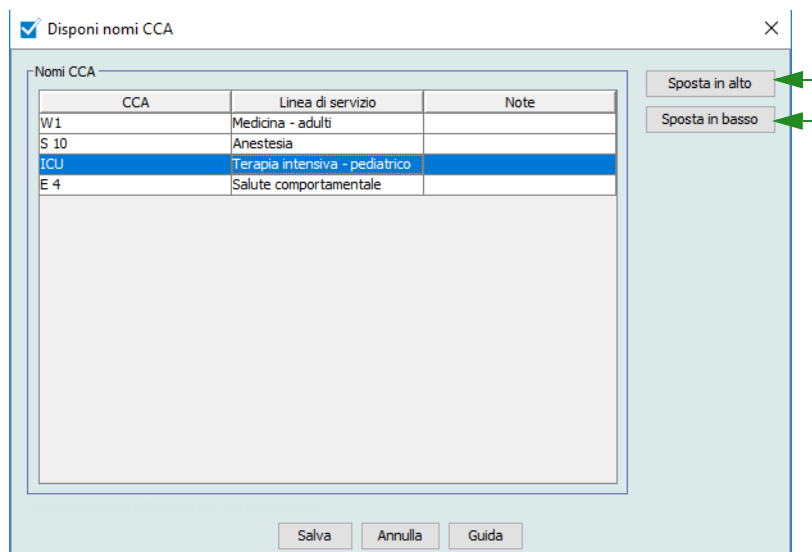 Disponi nomi CCA
Nomi CCA
Sposta in alto
Sposta in basso
CCA Linea di servizio Note
W1 Medicina - adulti
S 10 Anestesia
ICU Terapia intensiva - pediatrico
E 4 Salute comportamentale
Salva Annulla Guida